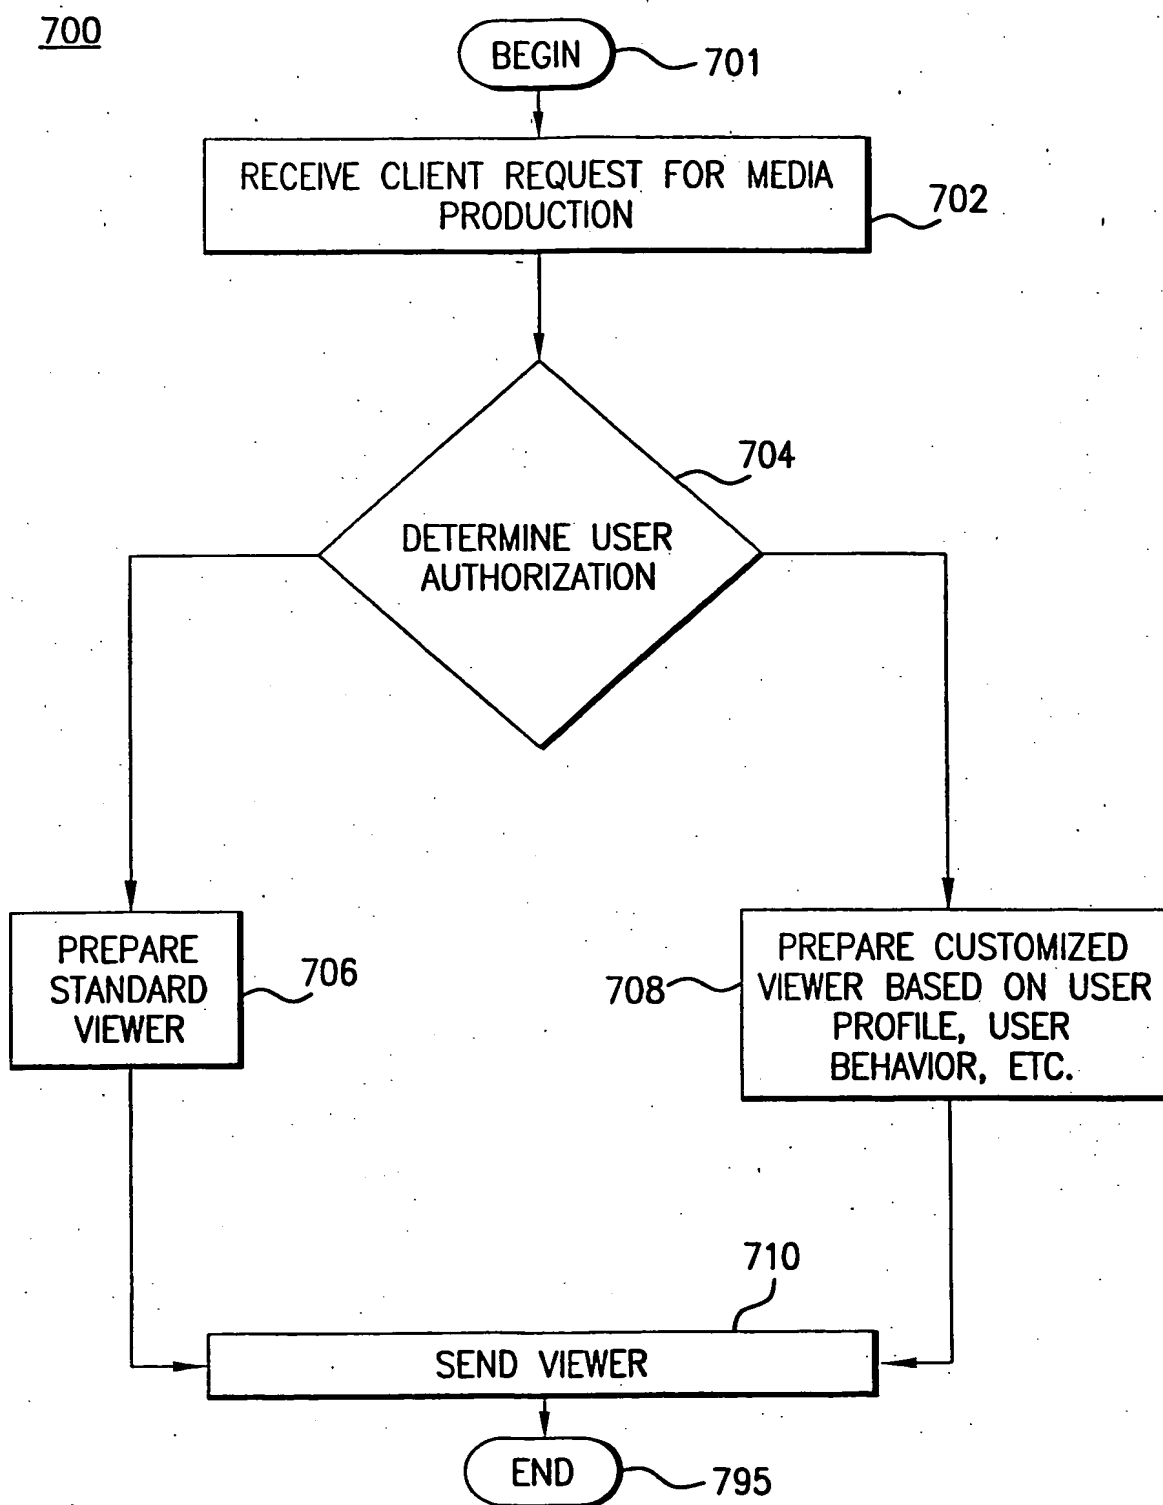 700
BEGIN
701
RECEIVE CLIENT REQUEST FOR MEDIA
PRODUCTION
702
704
DETERMINE USER
AUTHORIZATION
PREPARE
STANDARD
VIEWER
706
708
PREPARE CUSTOMIZED
VIEWER BASED ON USER
PROFILE, USER
BEHAVIOR, ETC.
710
SEND VIEWER
END
795